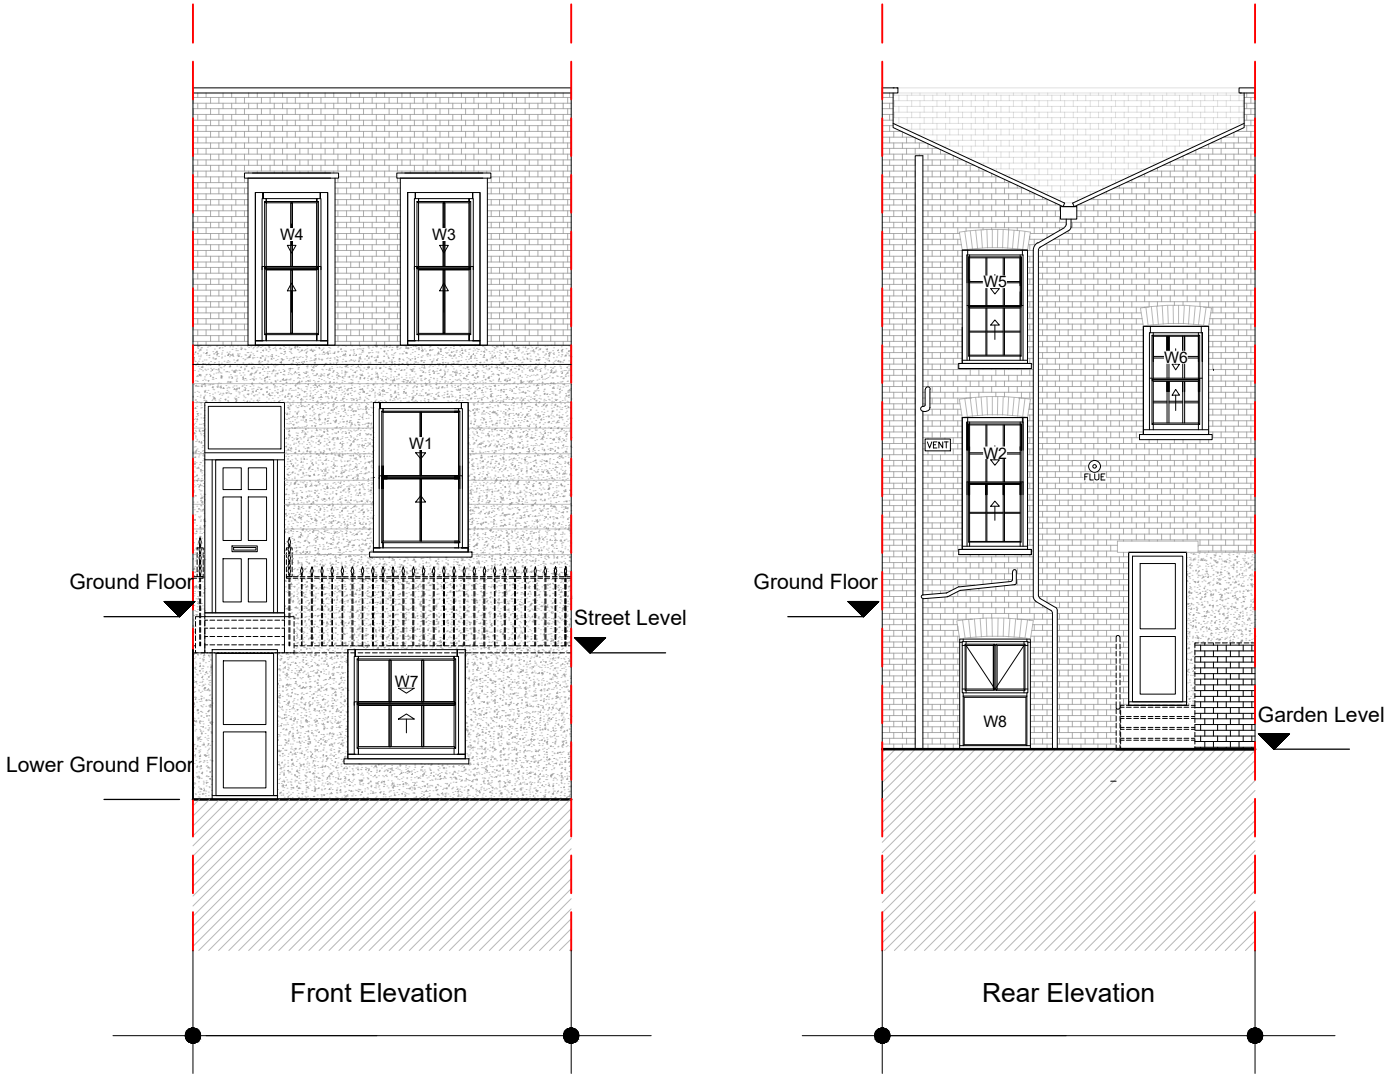 W4
W3
W1
Ground Floor
Street Level
W7
Lower Ground Floor
Front Elevation
W5
W6
VENT
W2
FLUE
Ground Floor
W8
Garden Level
Rear Elevation